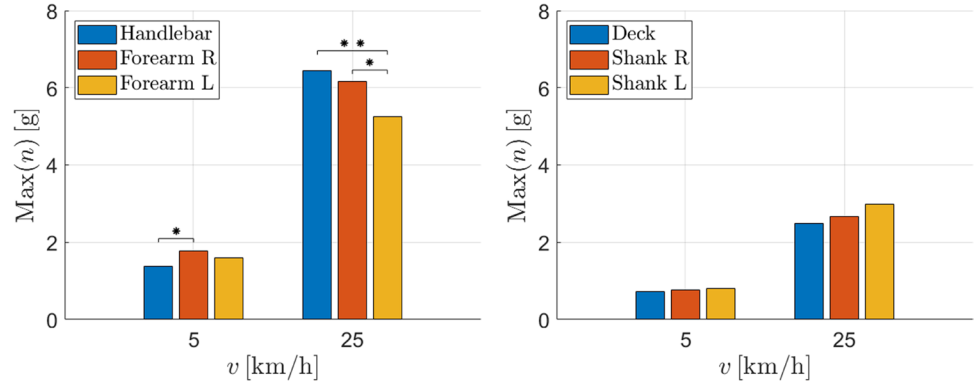 8
6
4
2
0
Max(n) [g]
Handlebar
Forearm R
Forearm L
* *
*
*
5
25
v [km/h]
8
6
4
2
0
Max(n) [g]
Deck
Shank R
Shank L
5
25
v [km/h]